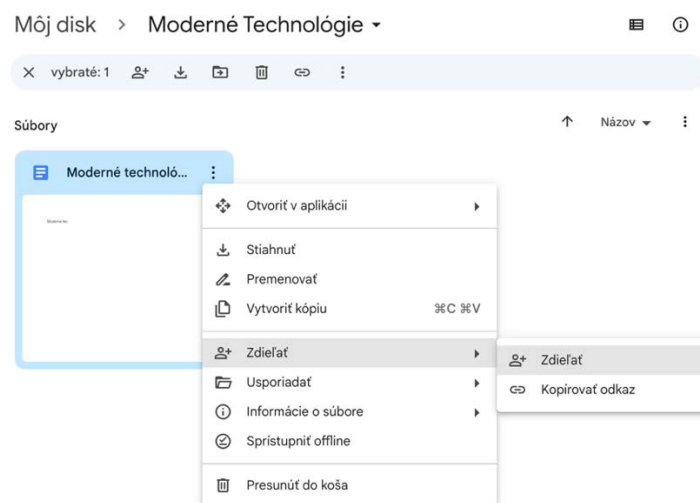 Môj disk > Moderné Technológie
vybraté: 1
Súbory
Názov
Moderné technoló...
Otvoriť v aplikácii
Stiahnuť
Premenovať
Vytvoriť kópiu ⌘C ⌘V
Zdieľať
Zdieľať
Usporiadať
Kopírovať odkaz
Informácie o súbore
Sprístupniť offline
Presunúť do koša